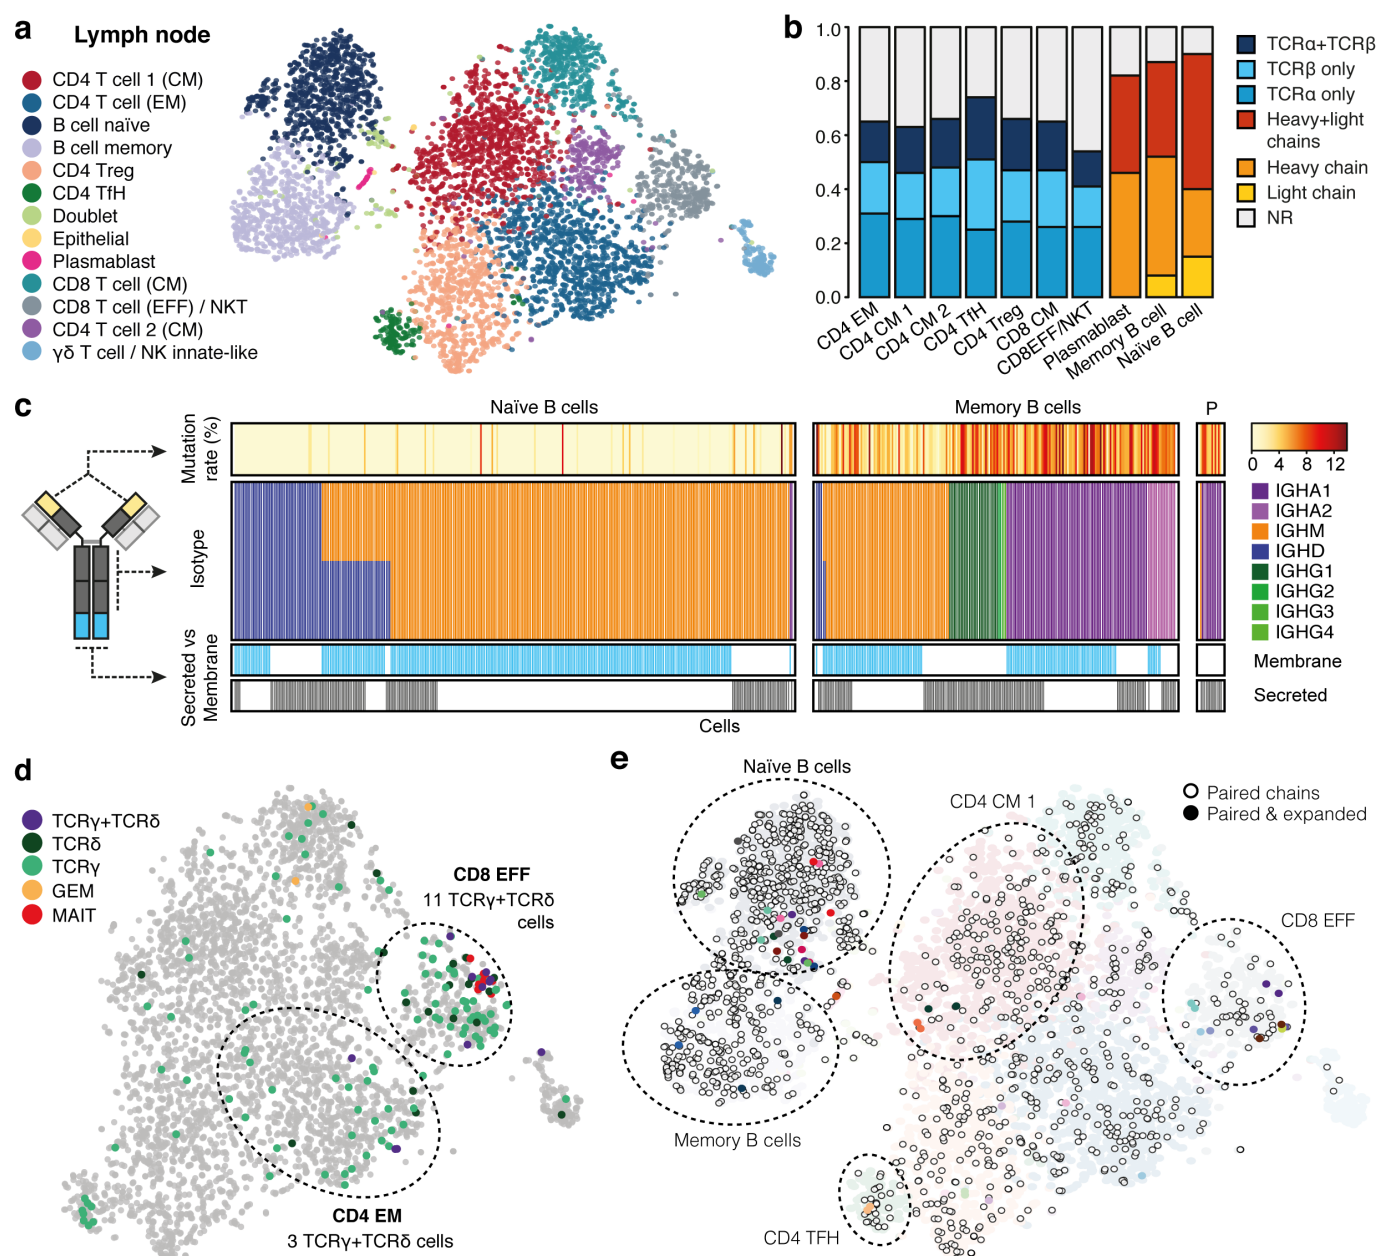 a
Lymph node
CD4 T cell 1 (CM)
CD4 T cell (EM)
B cell naïve
B cell memory
CD4 Treg
CD4 TfH
Doublet
Epithelial
Plasmablast
CD8 T cell (CM)
CD8 T cell (EFF) / NKT
CD4 T cell 2 (CM)
γδ T cell / NK innate-like
b
1.0
0.8
0.6
0.4
0.2
0.0
CD4 EM
CD4 CM 1
CD4 CM 2
CD4 TfH
CD4 Treg
CD8 CM
CD8EFF/NKT
Plasmablast
Memory B cell
Naïve B cell
TCRα+TCRβ
TCRβ only
TCRα only
Heavy+light
chains
Heavy chain
Light chain
NR
c
Naïve B cells
Memory B cells
P
Mutation
rate (%)
Isotype
Secreted vs
Membrane
Cells
0 4 8 12
IGHA1
IGHA2
IGHM
IGHD
IGHG1
IGHG2
IGHG3
IGHG4
Membrane
Secreted
d
TCRγ+TCRδ
TCRδ
TCRγ
GEM
MAIT
CD8 EFF
11 TCRγ+TCRδ
cells
CD4 EM
3 TCRγ+TCRδ cells
e
Naïve B cells
CD4 CM 1
Paired chains
Paired & expanded
CD8 EFF
Memory B cells
CD4 TFH